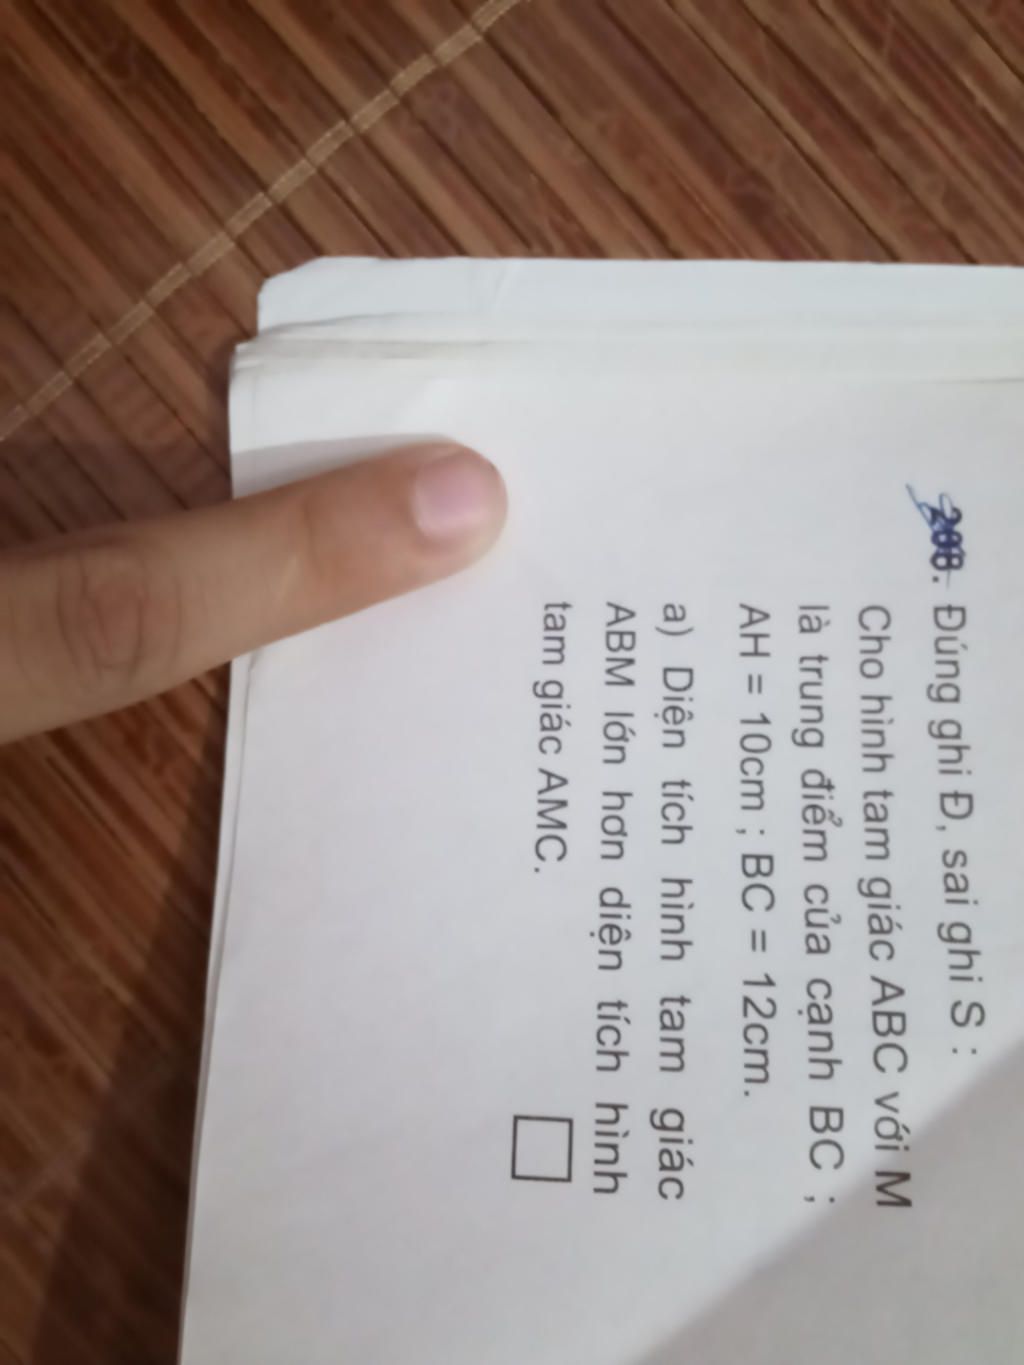 208. Đúng ghi Đ, sai ghi S :
Cho hình tam giác ABC với M
là trung điểm của cạnh BC ;
AH = 10cm ; BC = 12cm.
a) Diện tích hình tam giác
ABM lớn hơn diện tích hình
tam giác AMC.